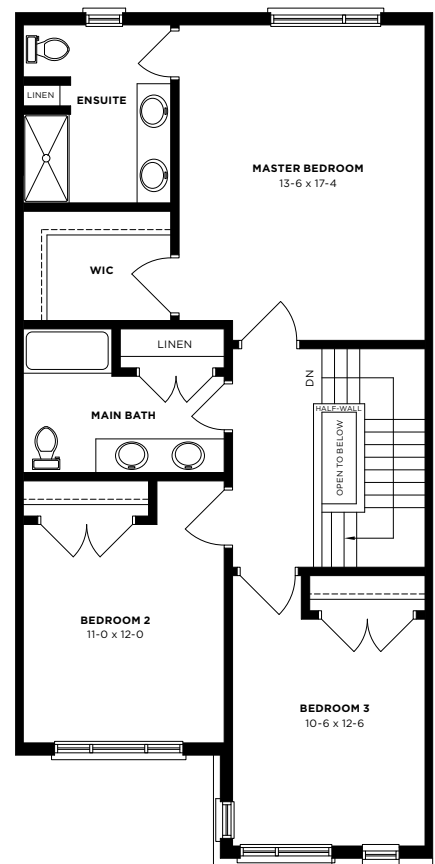 LINEN
ENSUITE
MASTER BEDROOM
13-6 x 17-4
WIC
LINEN
DN
HALF-WALL
OPEN TO BELOW
MAIN BATH
BEDROOM 2
11-0 x 12-0
BEDROOM 3
10-6 x 12-6